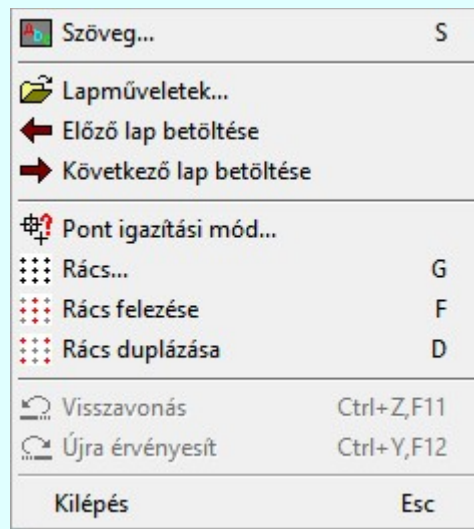 Szöveg... S
Lapműveletek...
Előző lap betöltése
Következő lap betöltése
Pont igazítási mód...
Rács... G
Rács felezése F
Rács duplázása D
Visszavonás Ctrl+Z,F11
Újra érvényesít Ctrl+Y,F12
Kilépés Esc